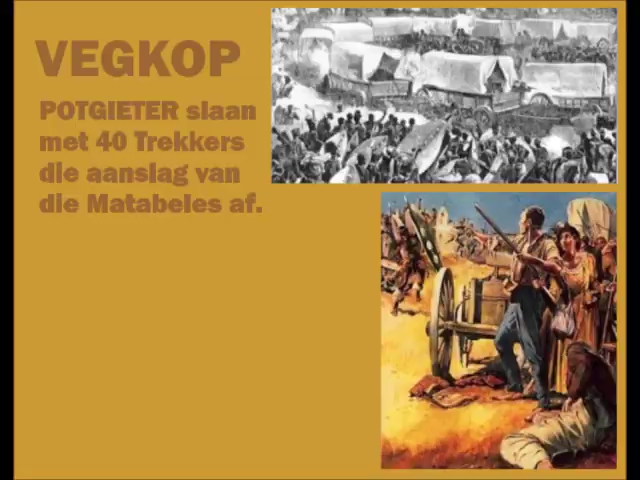 VEGKOP
POTGIETER slaan
met 40 Trekkers
die aanslag van
die Matabeles af.